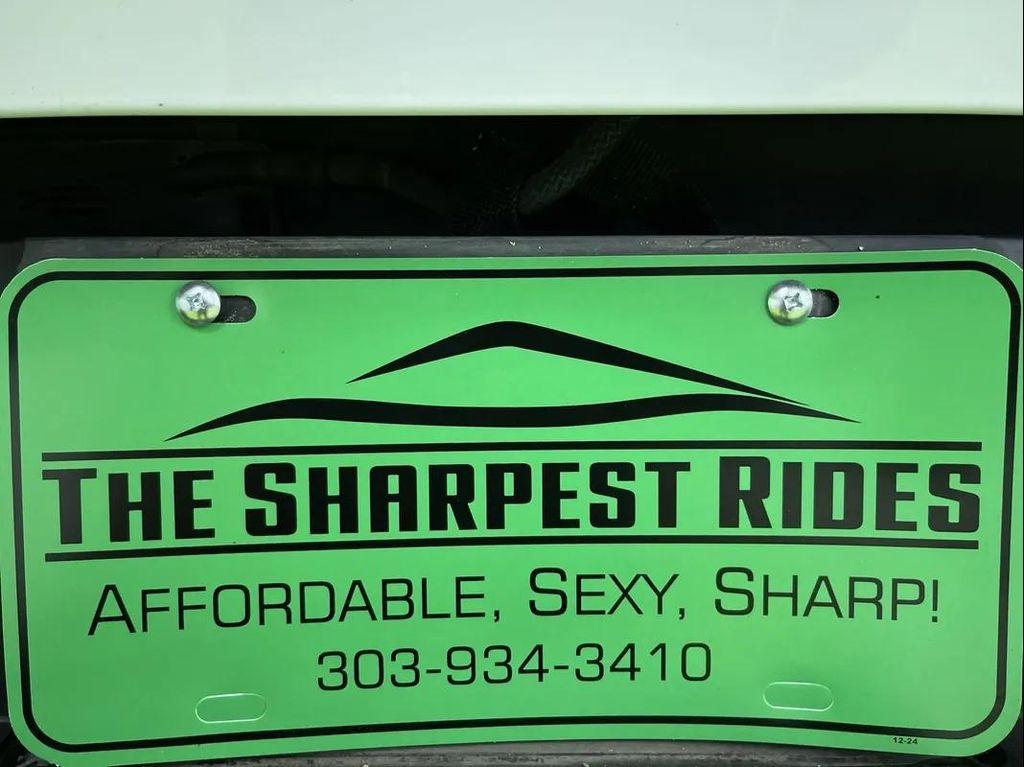 THE SHARPEST RIDES
AFFORDABLE, SEXY, SHARP!
303-934-3410
12-24